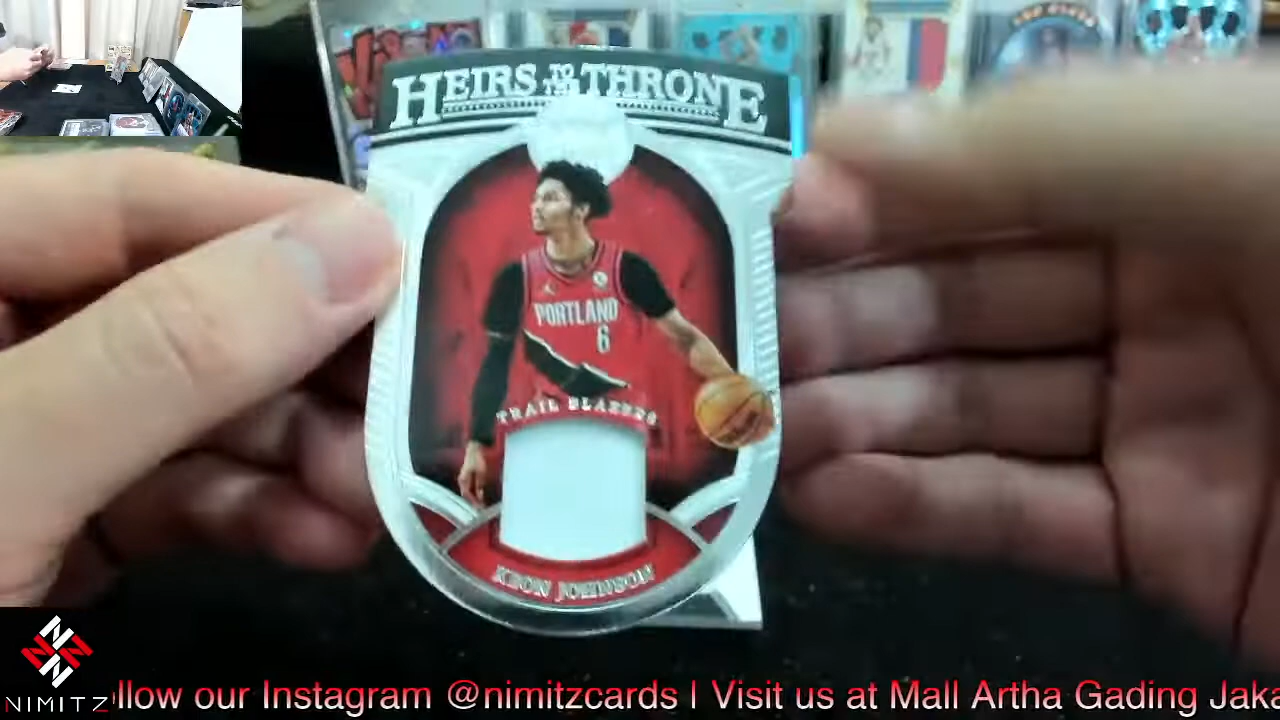 HEIRS TO THE THRONE
PORTLAND
6
TRAIL BLAZERS
KEON JOHNSON
NIMITZ
llow our Instagram @nimitzcards | Visit us at Mall Artha Gading Jaka